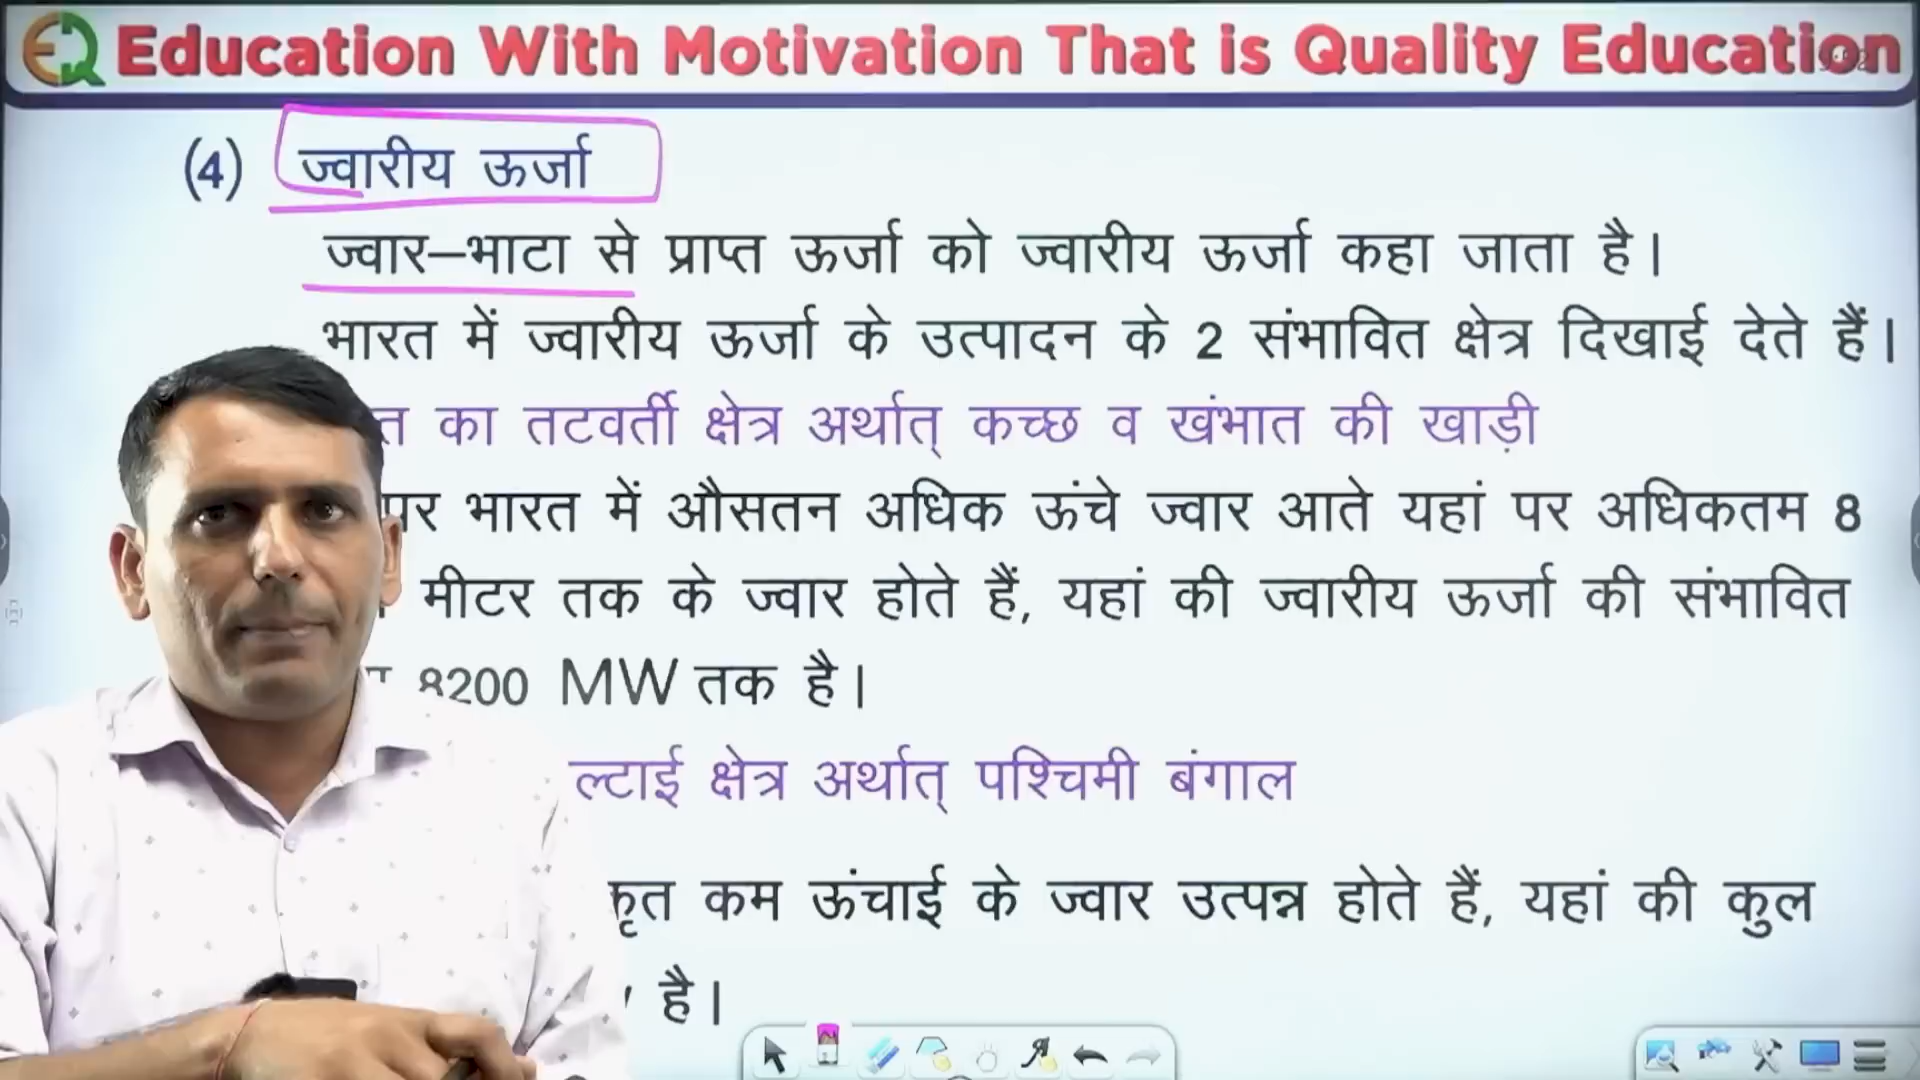 EQ Education With Motivation That is Quality Education
(4) ज्वारीय ऊर्जा
ज्वार–भाटा से प्राप्त ऊर्जा को ज्वारीय ऊर्जा कहा जाता है।
भारत में ज्वारीय ऊर्जा के उत्पादन के 2 संभावित क्षेत्र दिखाई देते हैं।
का तटवर्ती क्षेत्र अर्थात् कच्छ व खंभात की खाड़ी
पर भारत में औसतन अधिक ऊंचे ज्वार आते यहां पर अधिकतम 8
मीटर तक के ज्वार होते हैं, यहां की ज्वारीय ऊर्जा की संभावित
8200 MW तक है।
क्षेत्र अर्थात् पश्चिमी बंगाल
कम ऊंचाई के ज्वार उत्पन्न होते हैं, यहां की कुल
है।